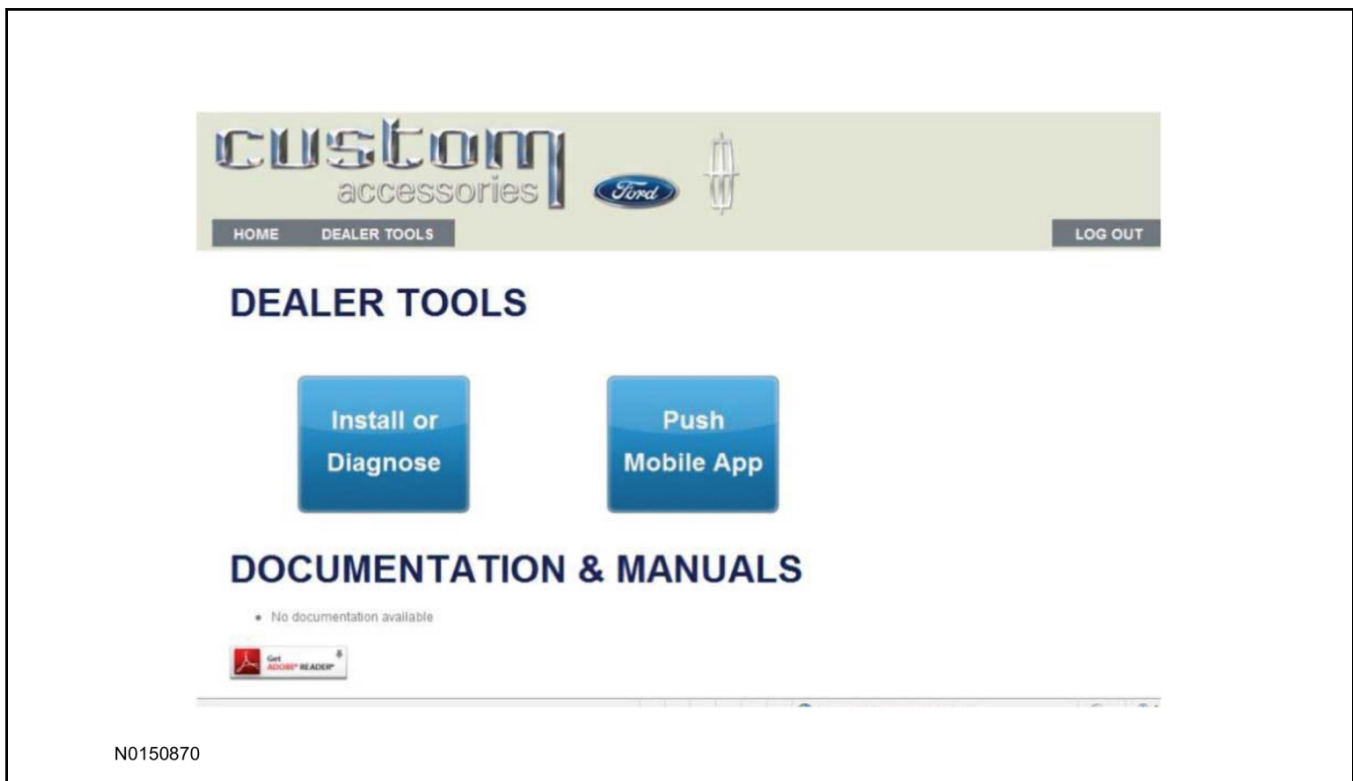 custom
accessories
Ford
HOME DEALER TOOLS LOG OUT
DEALER TOOLS
Install or
Diagnose
Push
Mobile App
DOCUMENTATION & MANUALS
• No documentation available
Get
ADOBE® READER®
N0150870